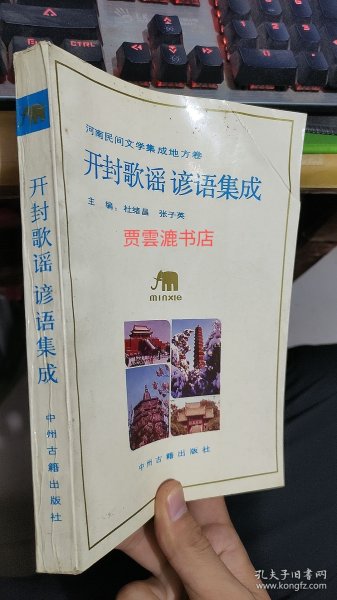 河南民间文学集成地方卷
开封歌谣 谚语集成
主编：杜绪昌 张子英
贾雲漉书店
minxie
中州古籍出版社
开封歌谣 谚语集成
中州古籍出版社
孔夫子旧书网
www.kongfz.com